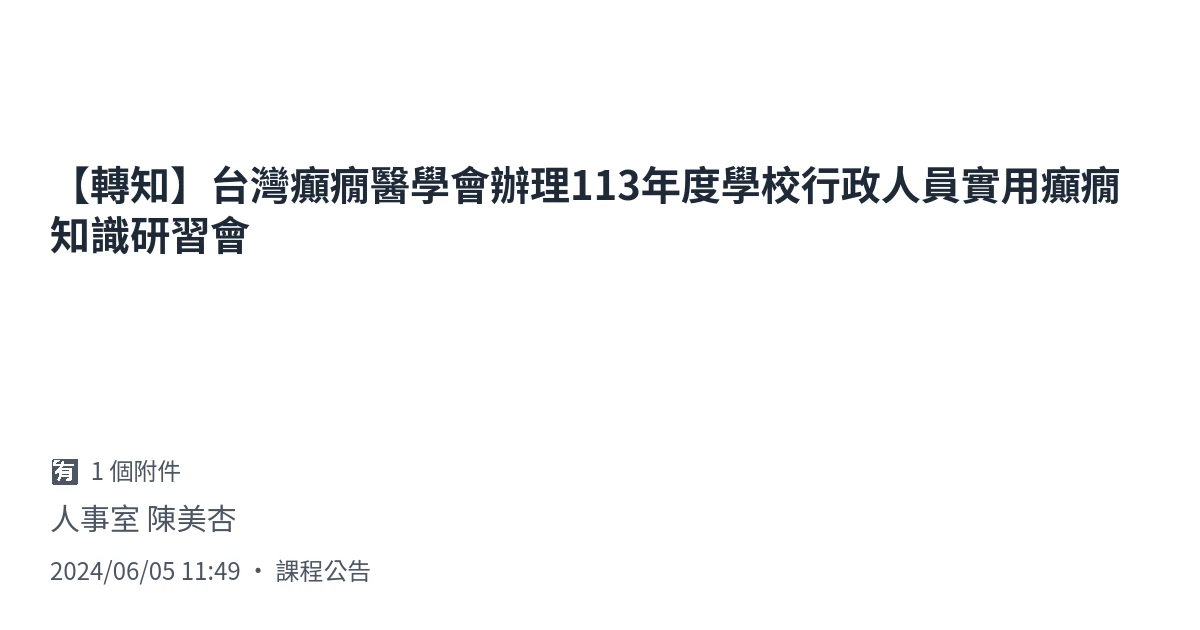 【轉知】台灣癲癇醫學會辦理113年度學校行政人員實用癲癇
知識研習會
有 1 個附件
人事室 陳美杏
2024/06/05 11:49 • 課程公告